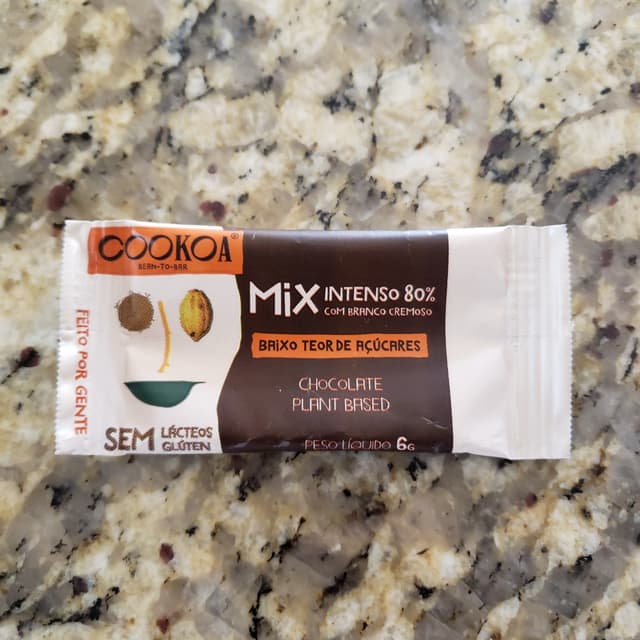 COOKOA®
BEAN-TO-BAR
MIX INTENSO 80%
COM BRANCO CREMOSO
BAIXO TEOR DE AÇÚCARES
CHOCOLATE
PLANT BASED
FEITO POR GENTE
SEM LÁCTEOS
GLÚTEN
PESO LÍQUIDO 6G